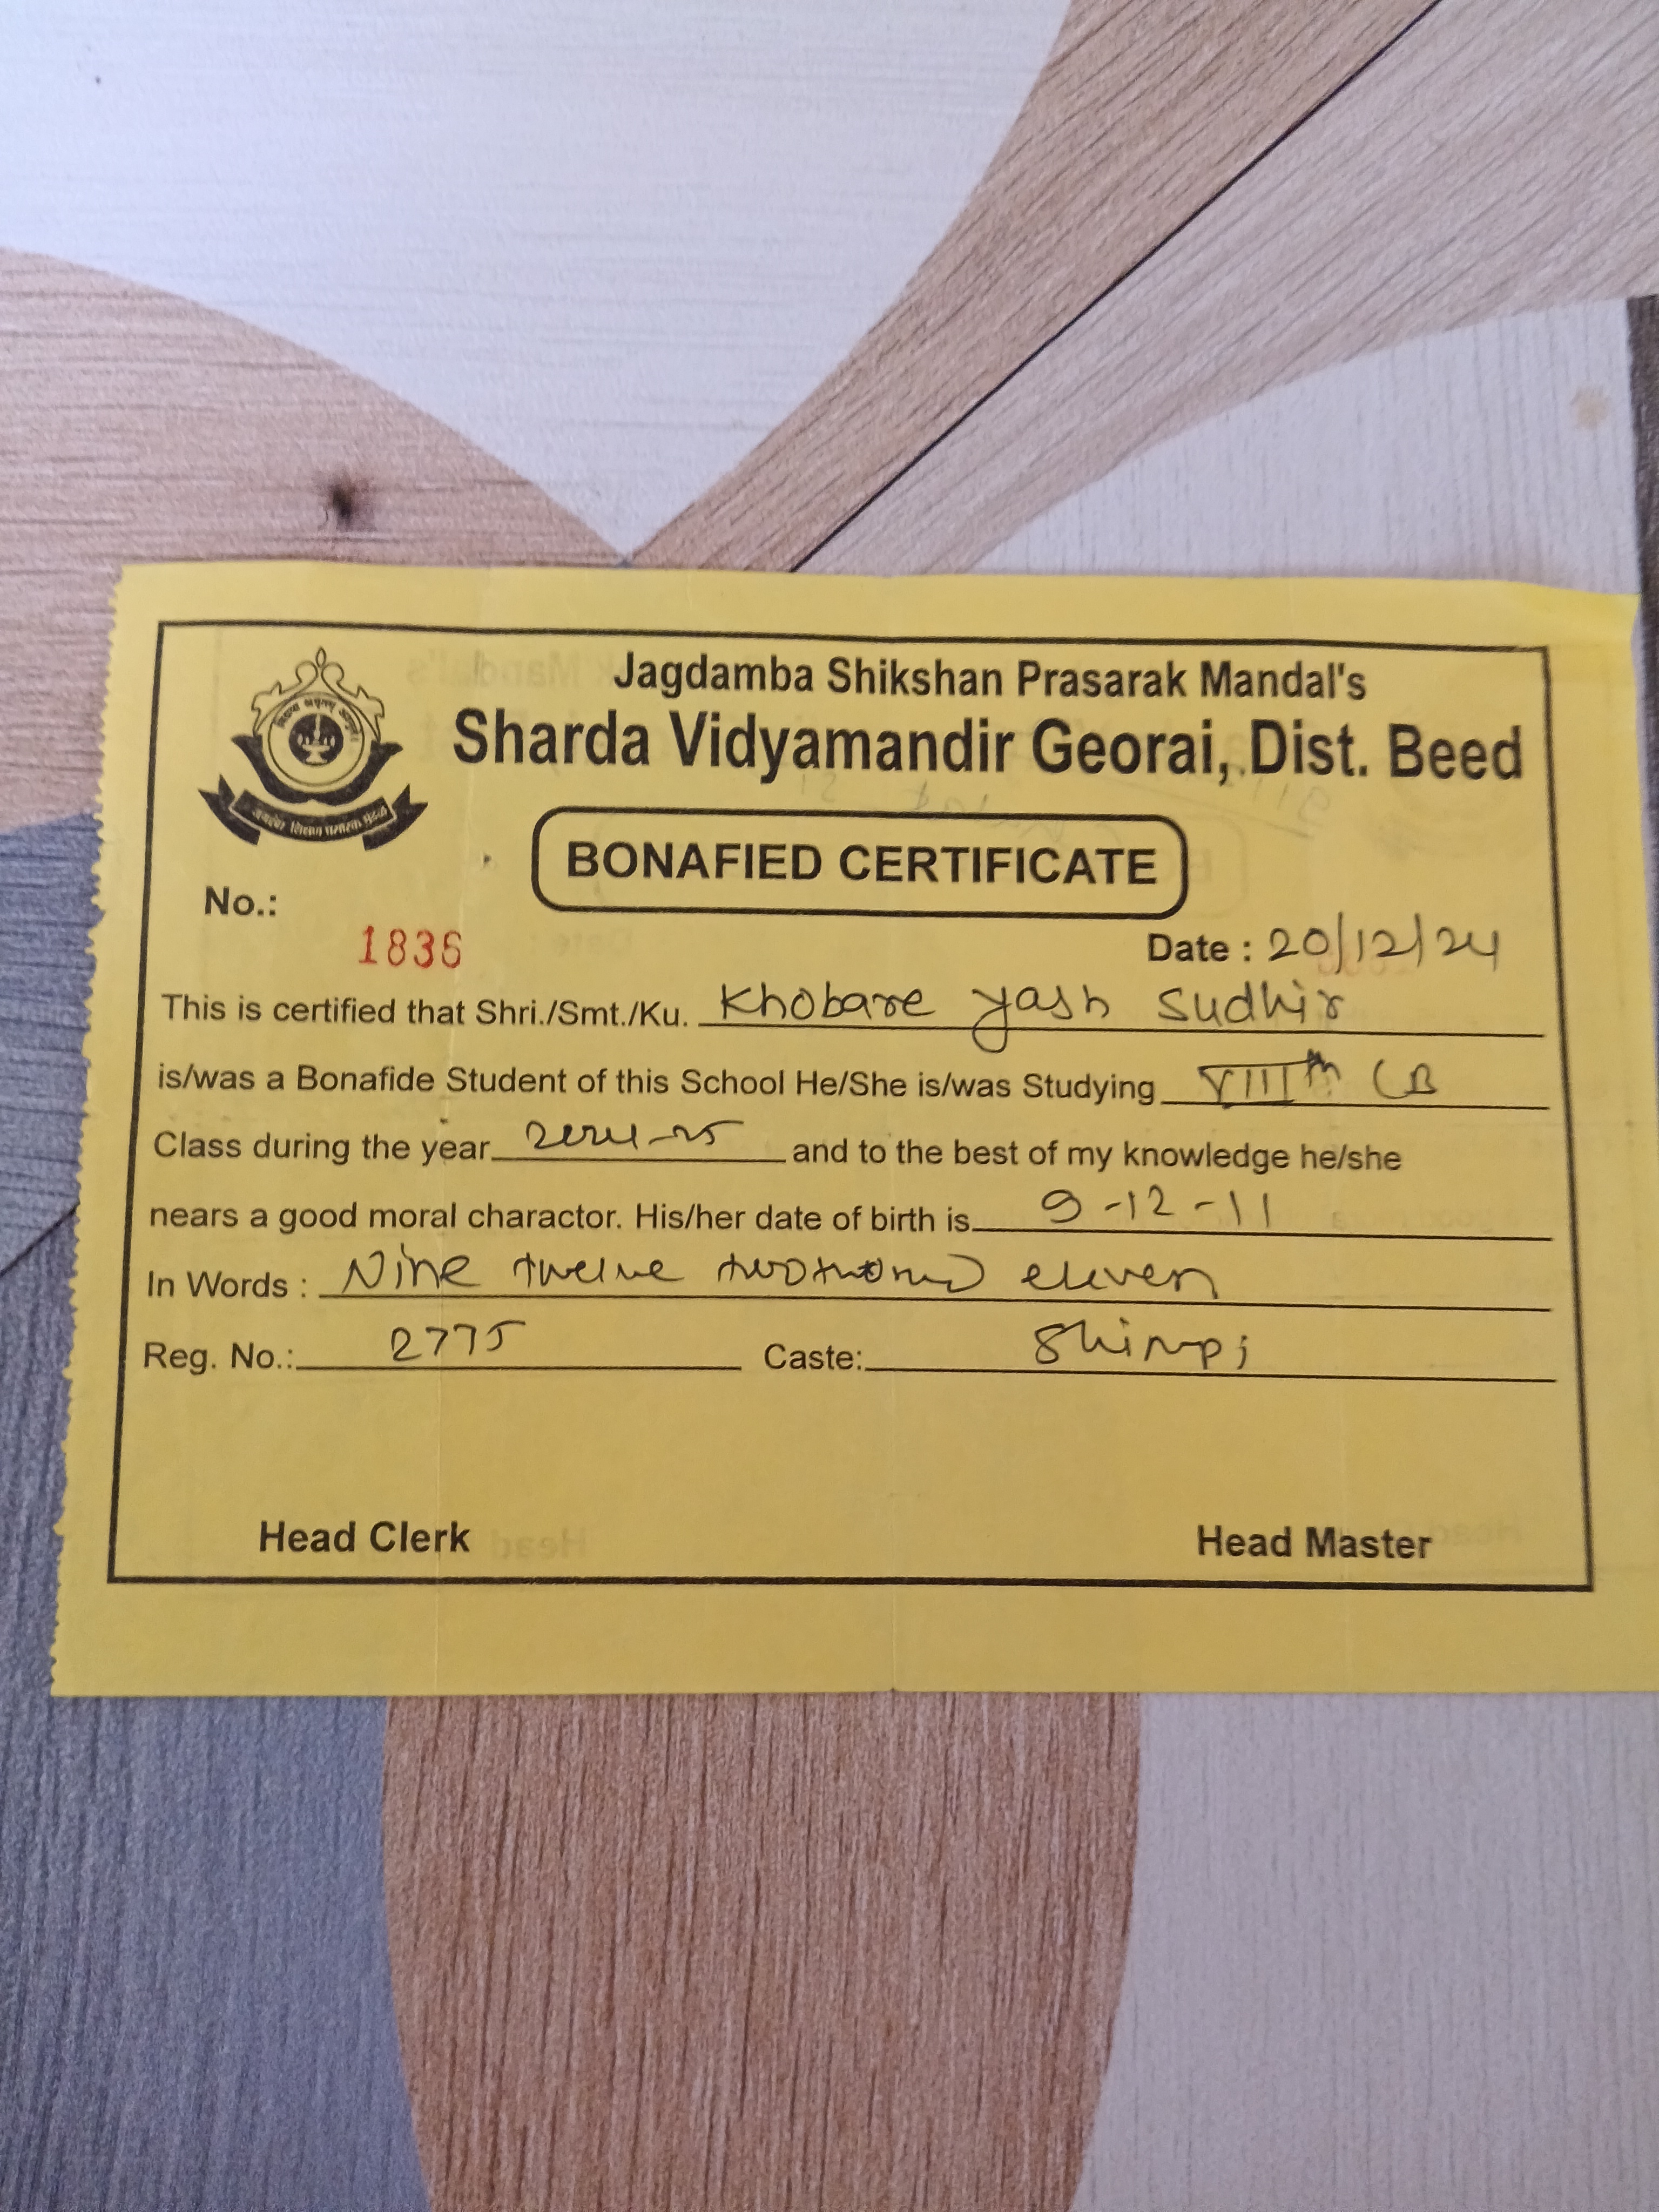 Jagdamba Shikshan Prasarak Mandal's
Sharda Vidyamandir Georai, Dist. Beed
BONAFIED CERTIFICATE
No.:
1836
Date : 20/12/24
This is certified that Shri./Smt./Ku. Khobare Yash Sudhir
is/was a Bonafide Student of this School He/She is/was Studying VIIIth
Class during the year 2024-25 and to the best of my knowledge he/she
nears a good moral charactor. His/her date of birth is 9-12-11
In Words : Nine twelve eleven
Reg. No.: 2775 Caste: Shimpi
Head Clerk Head Master